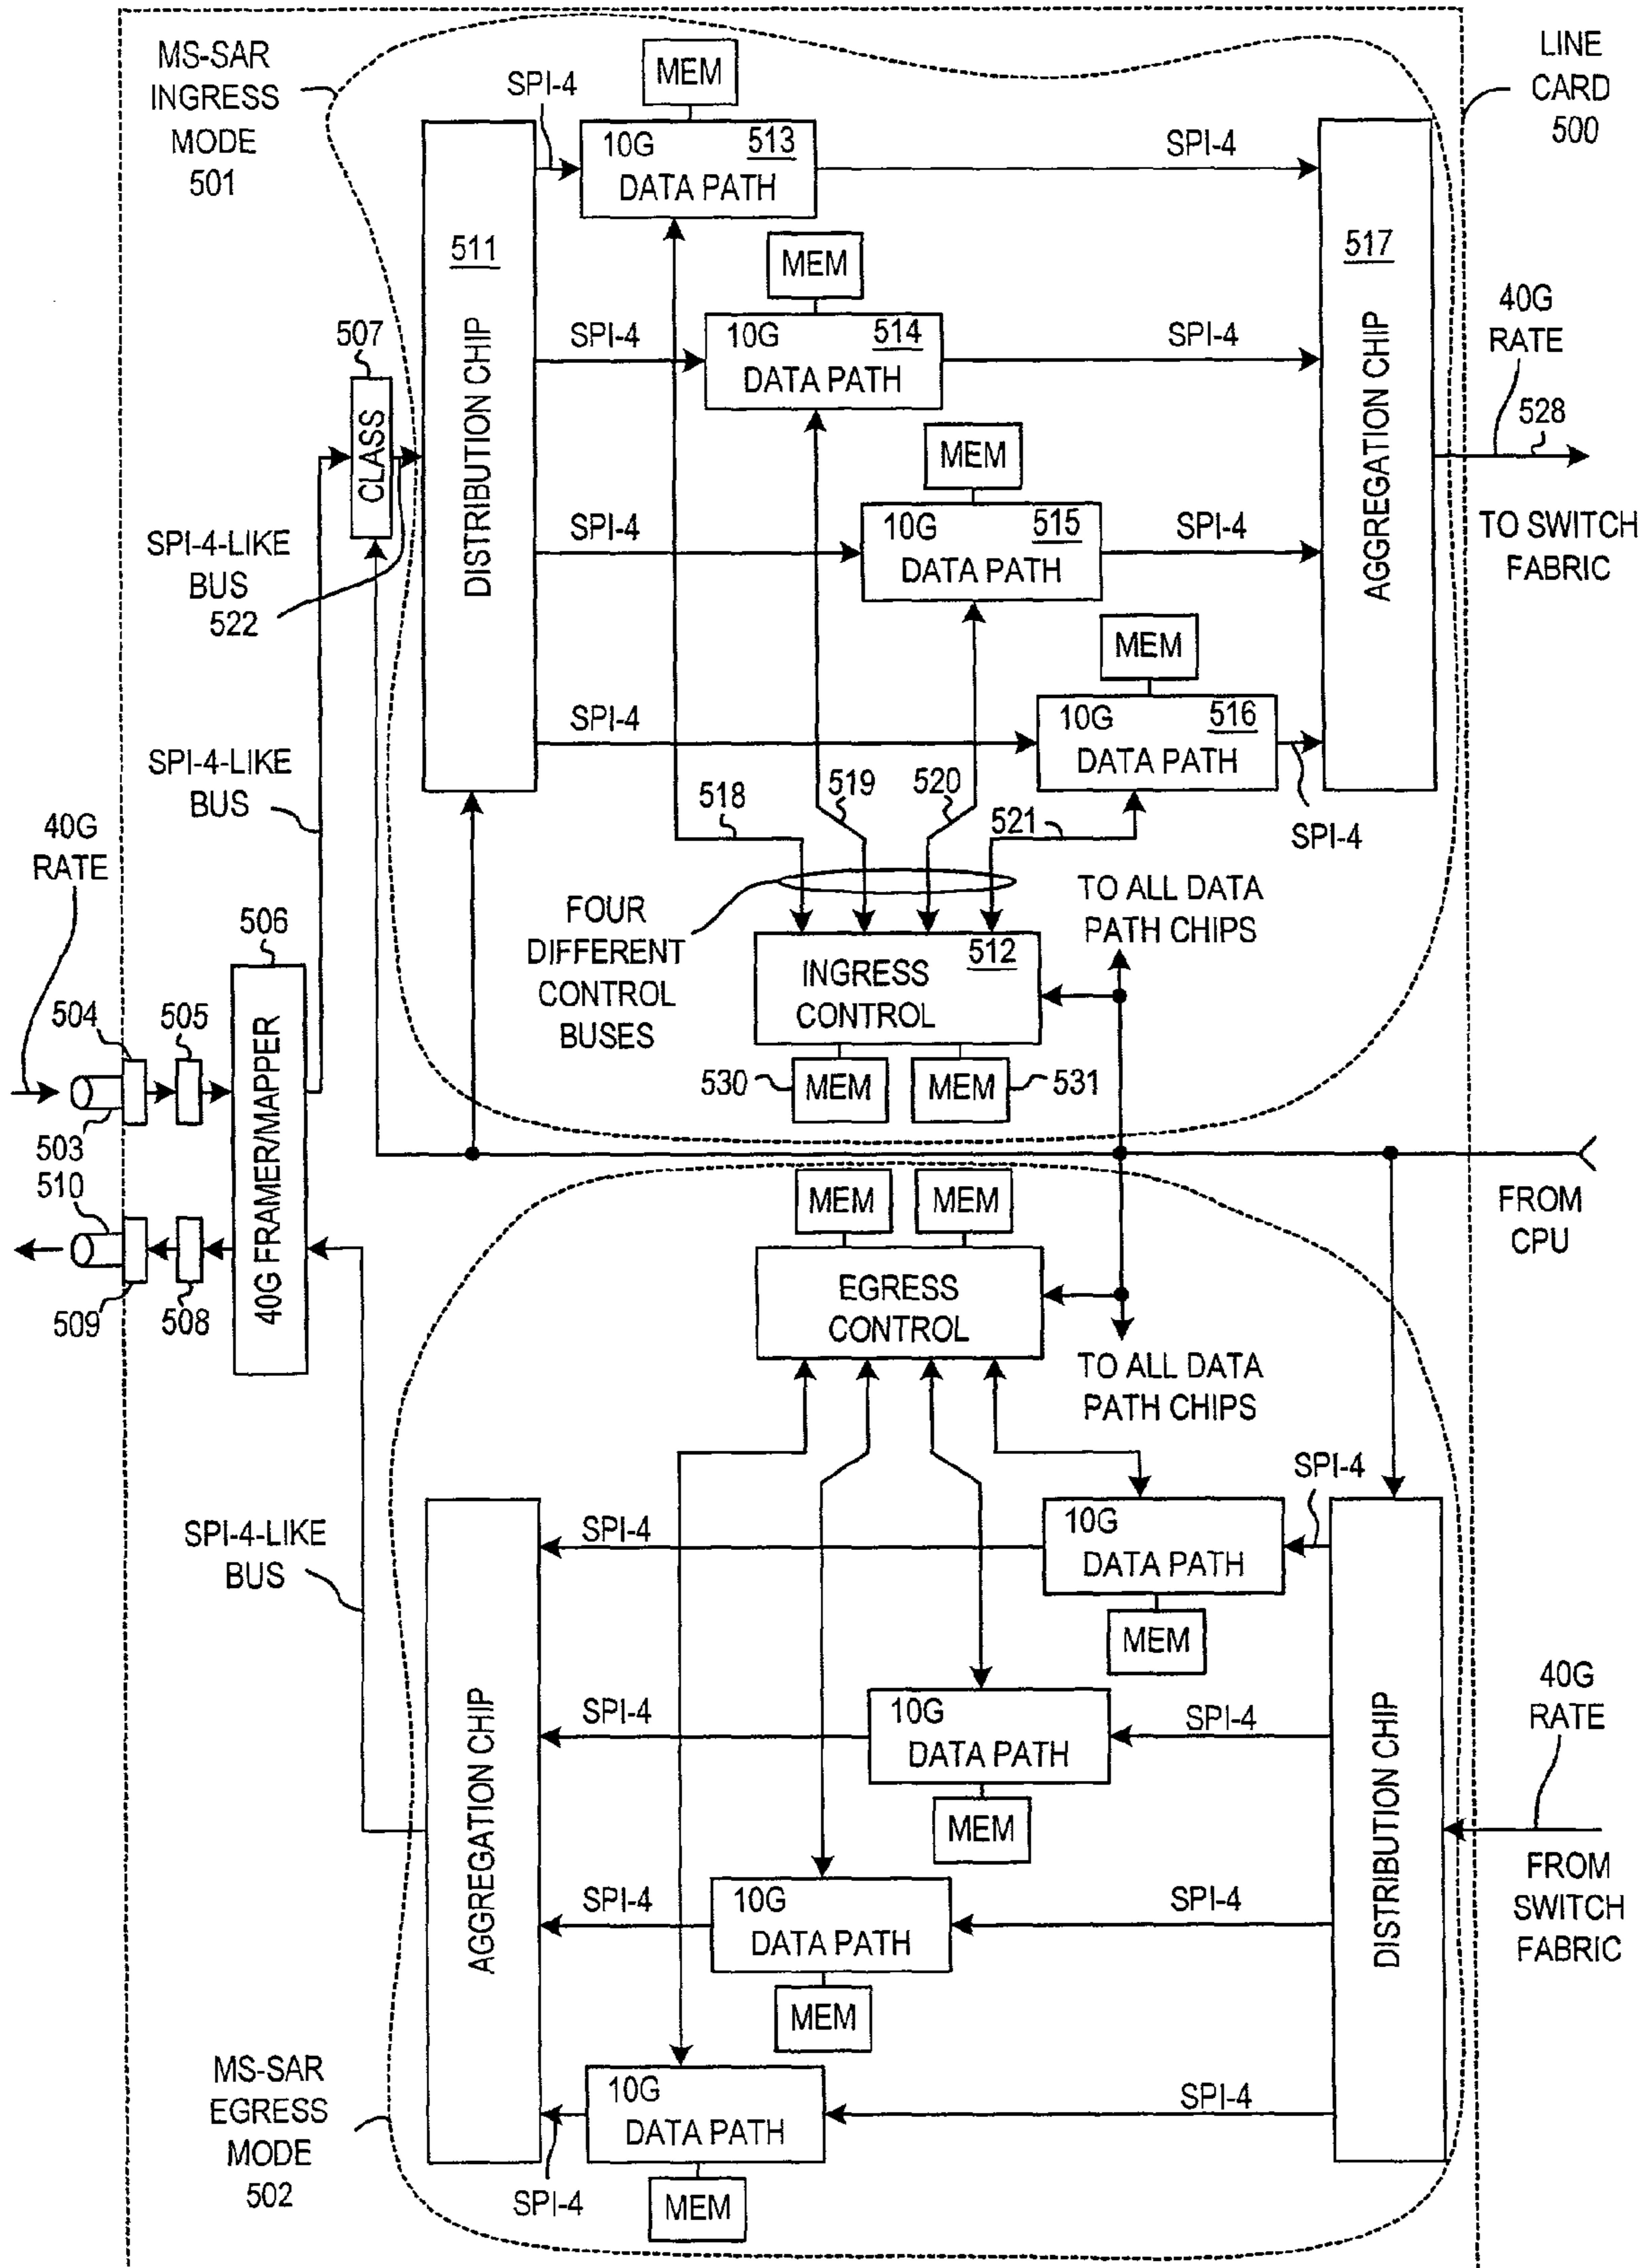 MS-SAR
INGRESS
MODE
501
LINE
CARD
500
SPI-4
MEM
10G 513
DATA PATH
SPI-4
511
DISTRIBUTION CHIP
MEM
SPI-4
10G 514
DATA PATH
SPI-4
517
AGGREGATION CHIP
40G
RATE
528
TO SWITCH
FABRIC
507
CLASS
SPI-4-LIKE
BUS
522
MEM
SPI-4
10G 515
DATA PATH
SPI-4
MEM
SPI-4
10G 516
DATA PATH
SPI-4
SPI-4-LIKE
BUS
518
519
520
521
40G
RATE
FOUR
DIFFERENT
CONTROL
BUSES
TO ALL DATA
PATH CHIPS
512
INGRESS
CONTROL
530
MEM
MEM
531
506
504
505
503
510
509
508
40G FRAMER/MAPPER
FROM
CPU
MEM
MEM
EGRESS
CONTROL
TO ALL DATA
PATH CHIPS
SPI-4-LIKE
BUS
AGGREGATION CHIP
SPI-4
10G
DATA PATH
SPI-4
MEM
DISTRIBUTION CHIP
SPI-4
10G
DATA PATH
SPI-4
MEM
40G
RATE
FROM
SWITCH
FABRIC
SPI-4
10G
DATA PATH
SPI-4
MEM
MS-SAR
EGRESS
MODE
502
SPI-4
10G
DATA PATH
SPI-4
MEM